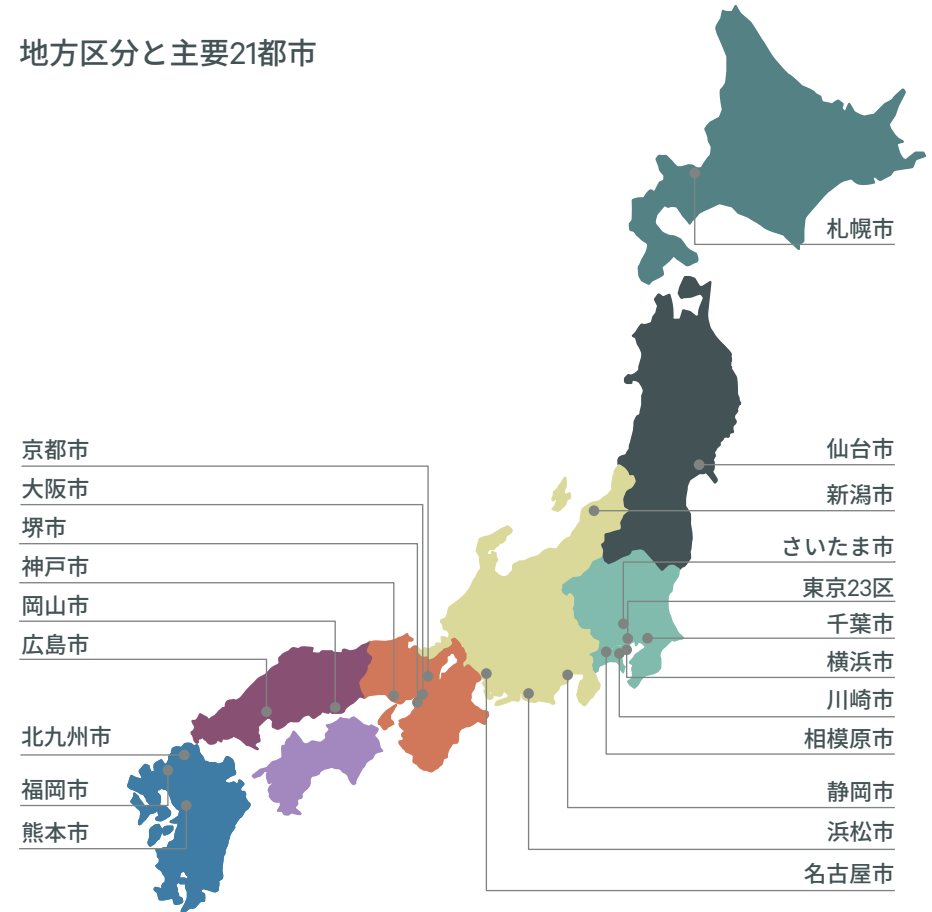 地方区分と主要21都市
札幌市
仙台市
新潟市
さいたま市
東京23区
千葉市
横浜市
川崎市
相模原市
静岡市
浜松市
名古屋市
京都市
大阪市
堺市
神戸市
岡山市
広島市
北九州市
福岡市
熊本市